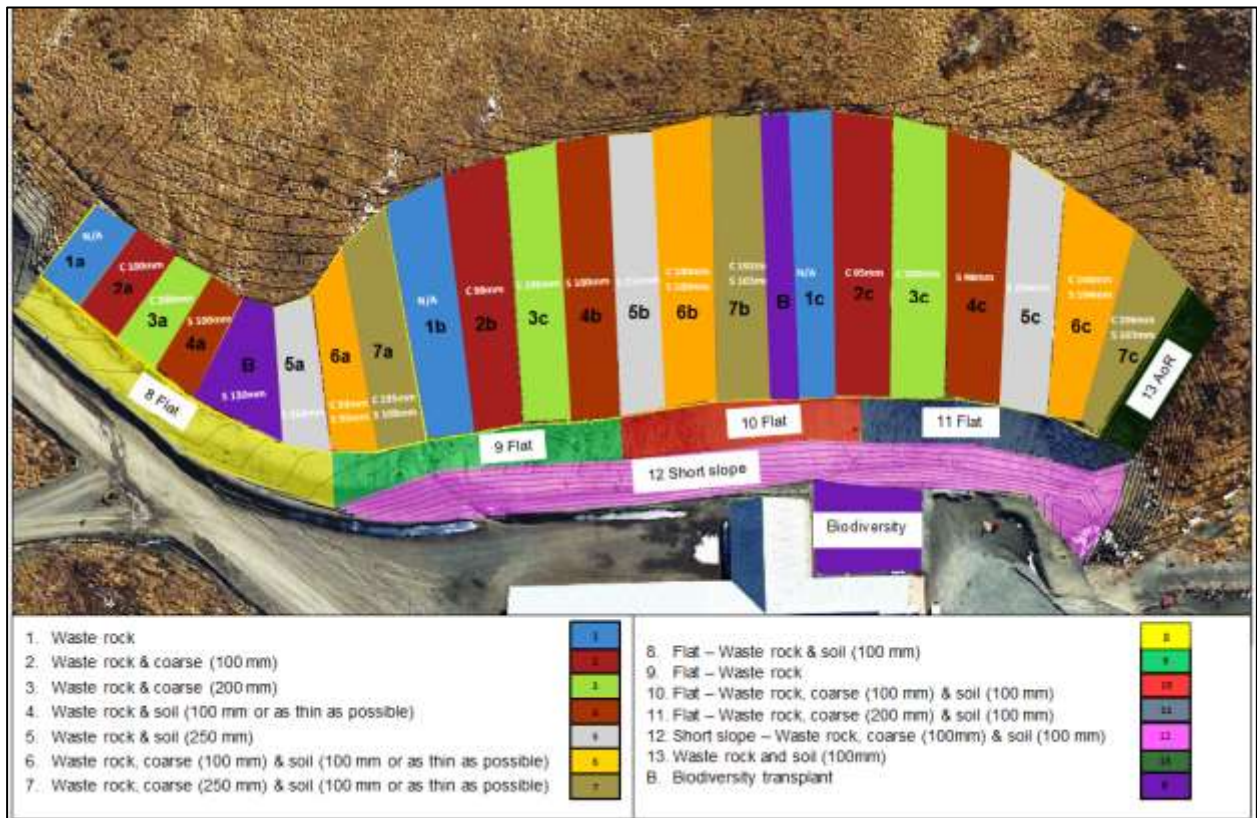 N/A
1a
C 100mm
2a
3a
S 100mm
4a
B
S 150mm
5a
6a
7a
S 100mm
N/A
1b
2b
3c
S 100mm
4b
5b
6b
7b
B
N/A
1c
C 95mm
2c
3c
S 90mm
4c
5c
6c
7c
13 AoR
8 Flat
9 Flat
10 Flat
11 Flat
12 Short slope
Biodiversity
1. Waste rock
2. Waste rock & coarse (100 mm)
3. Waste rock & coarse (200 mm)
4. Waste rock & soil (100 mm or as thin as possible)
5. Waste rock & soil (250 mm)
6. Waste rock, coarse (100 mm) & soil (100 mm or as thin as possible)
7. Waste rock, coarse (250 mm) & soil (100 mm or as thin as possible)
1
7
8. Flat – Waste rock & soil (100 mm)
9. Flat – Waste rock
10. Flat – Waste rock, coarse (100 mm) & soil (100 mm)
11. Flat – Waste rock, coarse (200 mm) & soil (100 mm)
12. Short slope – Waste rock, coarse (100mm) & soil (100 mm)
13. Waste rock and soil (100mm)
B. Biodiversity transplant